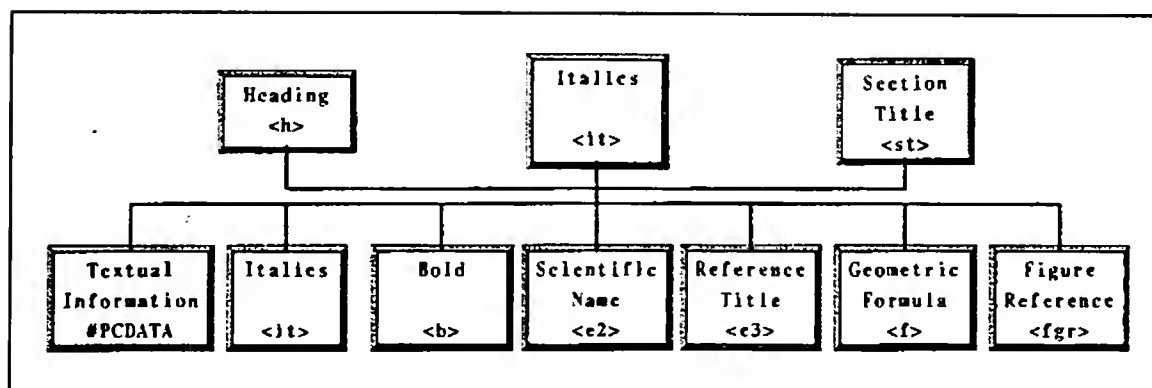 Heading
<h>
Italics
<it>
Section
Title
<st>
Textual
Information
#PCDATA
Italics
<it>
Bold
<b>
Scientific
Name
<e2>
Reference
Title
<e3>
Geometric
Formula
<f>
Figure
Reference
<fgr>